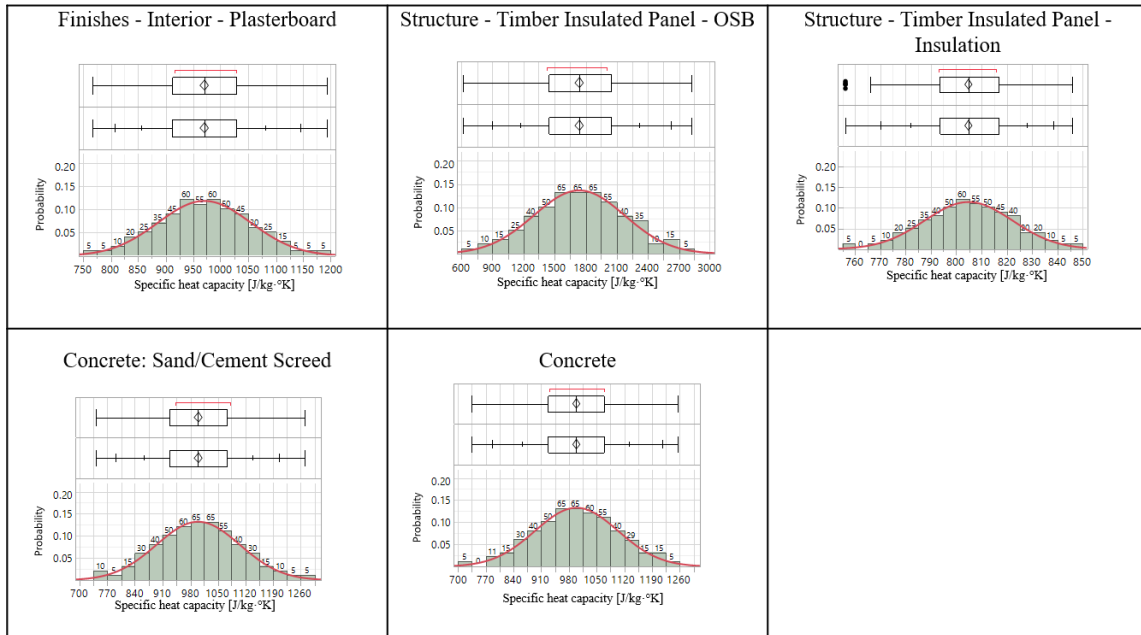 Finishes - Interior - Plasterboard
0.20
0.15
0.10
0.05
Probability
5 5 10 20 25 35 45 60 55 60 50 45 30 25 15 5 5 5
750 800 850 900 950 1000 1050 1100 1200
Specific heat capacity [J/kg·°K]
Structure - Timber Insulated Panel - OSB
0.20
0.15
0.10
0.05
Probability
5 10 15 25 40 50 65 65 65 55 40 35 10 15 5
600 900 1200 1500 1800 2100 2400 2700 3000
Specific heat capacity [J/kg·°K]
Structure - Timber Insulated Panel -
Insulation
0.20
0.15
0.10
0.05
Probability
5 0 5 10 20 25 35 40 50 60 55 50 45 40 20 20 10 5 5
760 770 780 790 800 810 820 830 840 850
Specific heat capacity [J/kg·°K]
Concrete: Sand/Cement Screed
0.20
0.15
0.10
0.05
Probability
10 5 15 30 40 50 60 65 65 55 40 30 15 10 5 5
700 770 840 910 980 1050 1120 1190 1260
Specific heat capacity [J/kg·°K]
Concrete
0.20
0.15
0.10
0.05
Probability
5 0 11 15 30 40 50 65 65 60 55 40 29 15 15 5
700 770 840 910 980 1050 1120 1190 1260
Specific heat capacity [J/kg·°K]